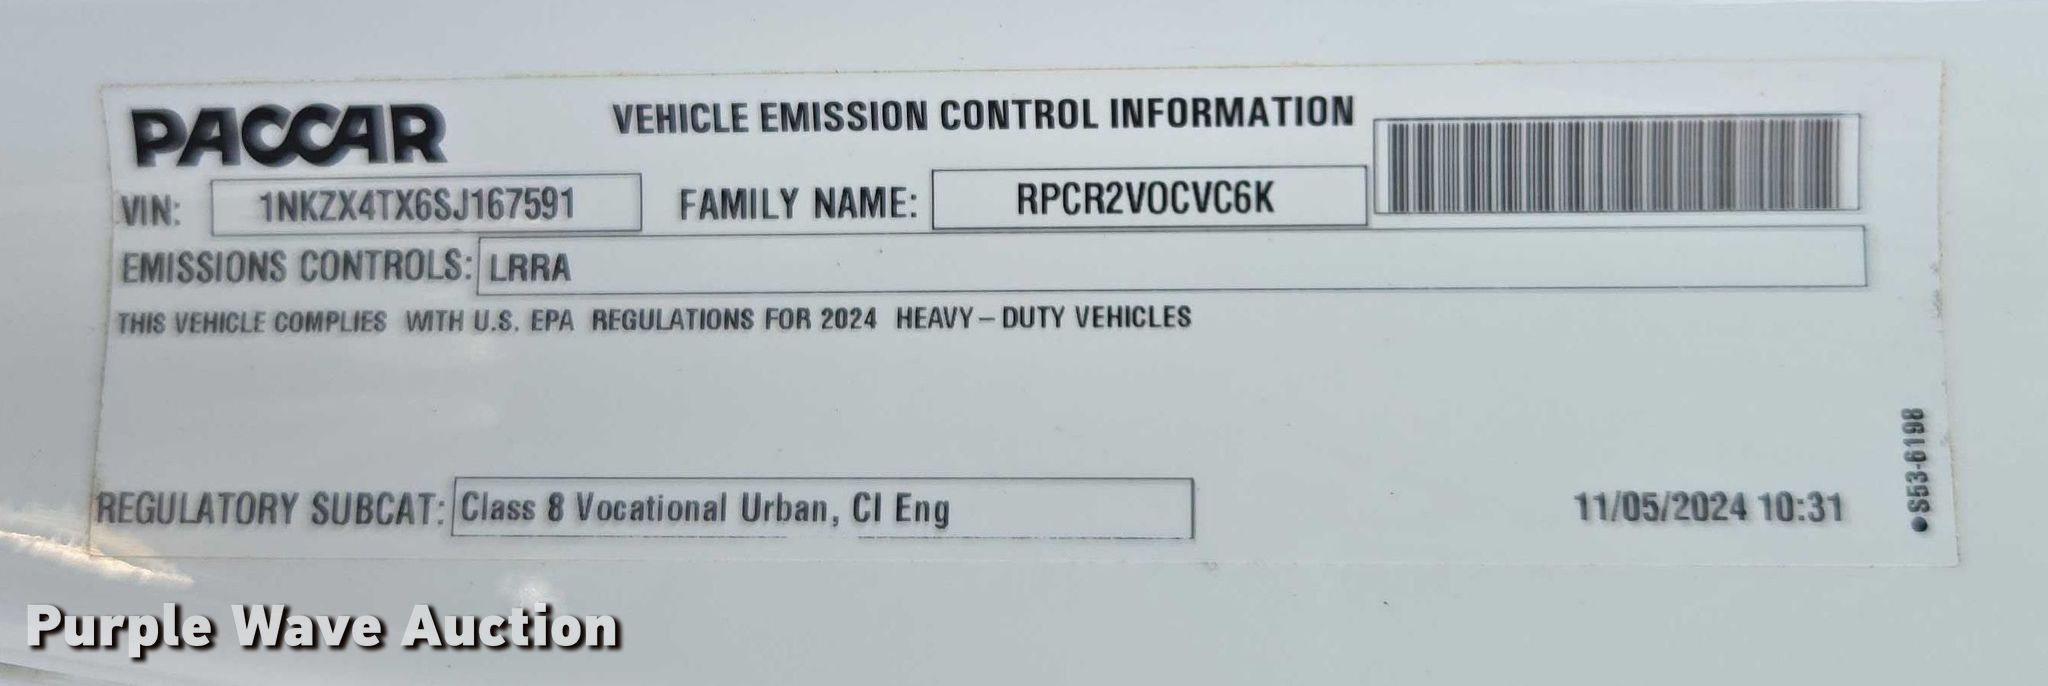 PACCAR
VEHICLE EMISSION CONTROL INFORMATION
VIN: 1NKZX4TX6SJ167591 FAMILY NAME: RPCR2VOCVC6K
EMISSIONS CONTROLS: LRRA
THIS VEHICLE COMPLIES WITH U.S. EPA REGULATIONS FOR 2024 HEAVY-DUTY VEHICLES
REGULATORY SUBCAT: Class 8 Vocational Urban, CI Eng
11/05/2024 10:31
●S53-6198
Purple Wave Auction